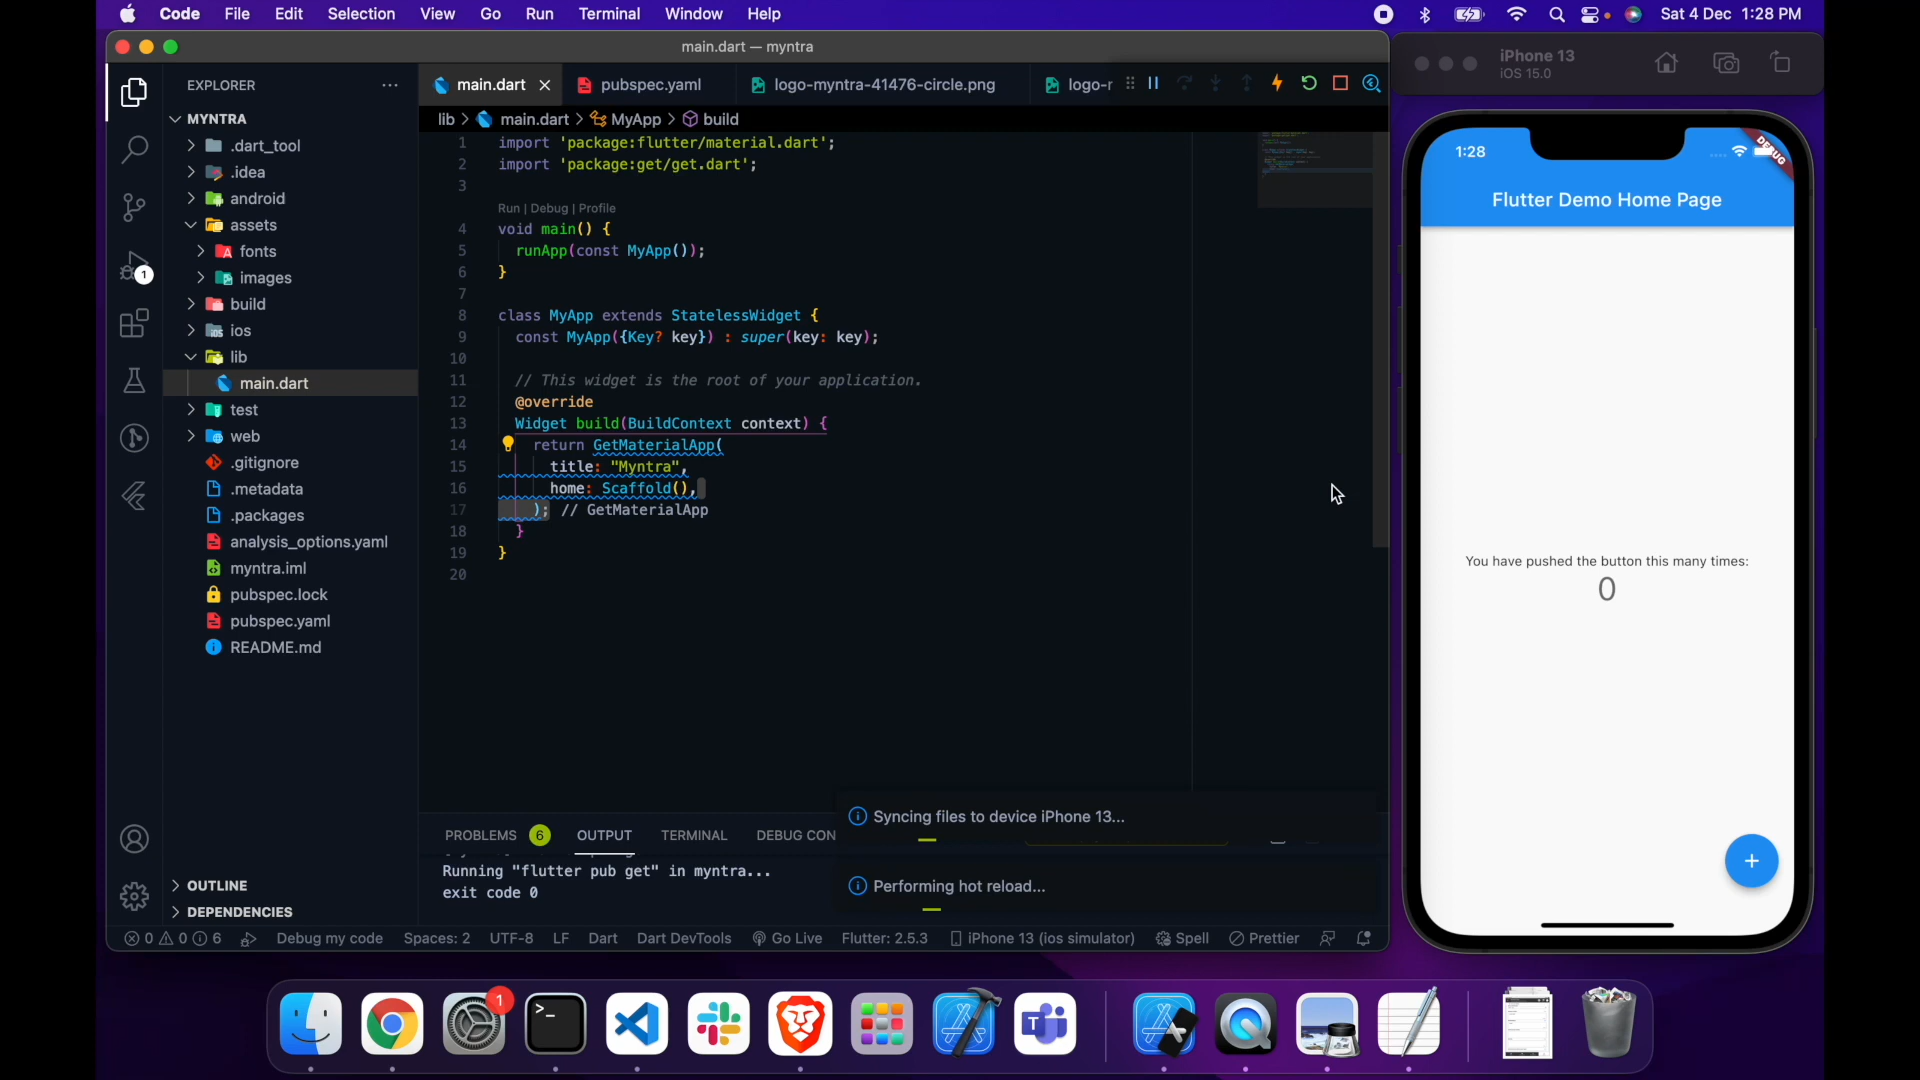 Code File Edit Selection View Go Run Terminal Window Help
Sat 4 Dec 1:28 PM
main.dart — myntra
EXPLORER
main.dart
pubspec.yaml
logo-myntra-41476-circle.png
logo-r
lib > main.dart > MyApp > build
MYNTRA
.dart_tool
.idea
android
assets
fonts
images
build
ios
lib
main.dart
test
web
.gitignore
.metadata
.packages
analysis_options.yaml
myntra.iml
pubspec.lock
pubspec.yaml
README.md
OUTLINE
DEPENDENCIES
1
1 import 'package:flutter/material.dart';
2 import 'package:get/get.dart';
3
Run | Debug | Profile
4 void main() {
5 runApp(const MyApp());
6 }
7
8 class MyApp extends StatelessWidget {
9 const MyApp({Key? key}) : super(key: key);
10
11 // This widget is the root of your application.
12 @override
13 Widget build(BuildContext context) {
14 return GetMaterialApp(
15 title: "Myntra",
16 home: Scaffold(),
17 ); // GetMaterialApp
18 }
19 }
20
PROBLEMS 6 OUTPUT TERMINAL DEBUG CON
Running "flutter pub get" in myntra...
exit code 0
Syncing files to device iPhone 13...
Performing hot reload...
0 0 6 Debug my code Spaces: 2 UTF-8 LF Dart Dart DevTools Go Live Flutter: 2.5.3 iPhone 13 (ios simulator) Spell Prettier
iPhone 13
iOS 15.0
1:28
DEBUG
Flutter Demo Home Page
You have pushed the button this many times:
0
+
1